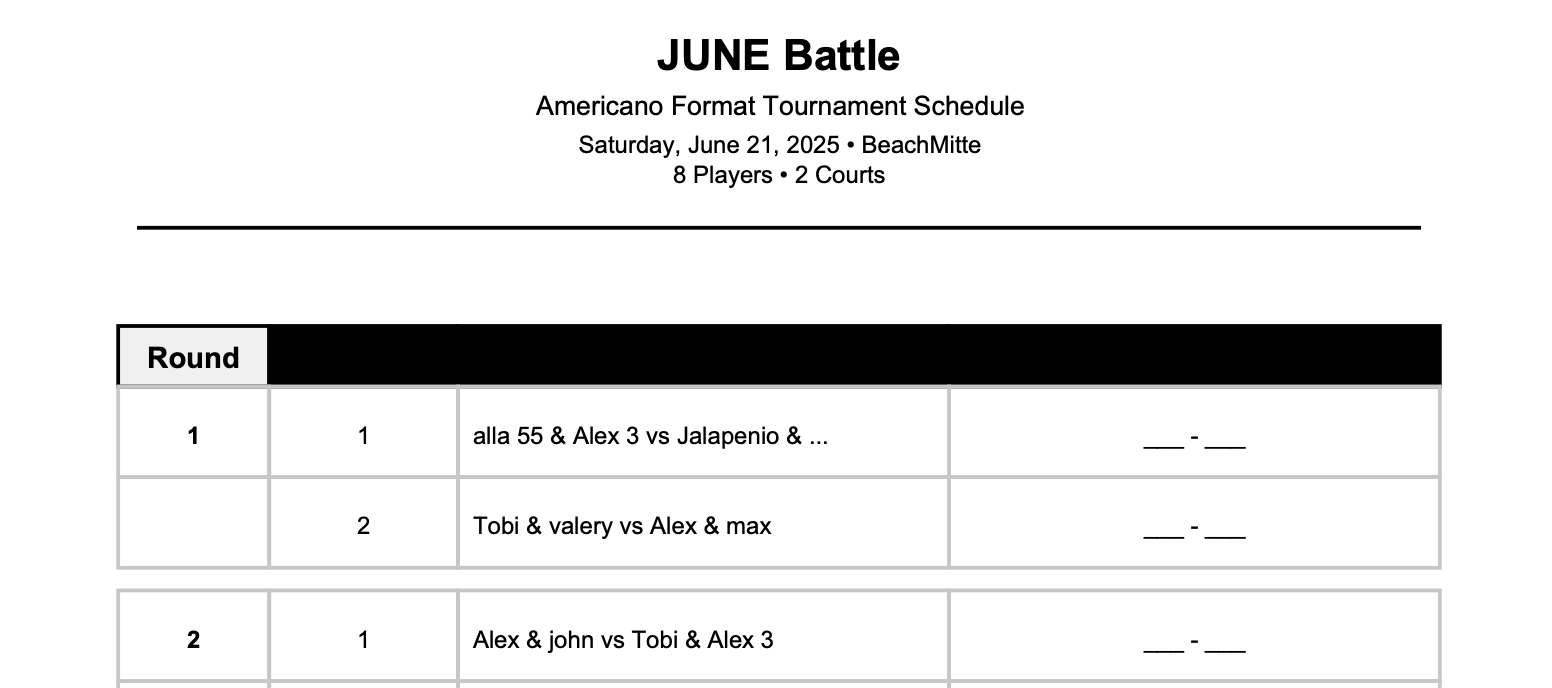 JUNE Battle
Americano Format Tournament Schedule
Saturday, June 21, 2025 • BeachMitte
8 Players • 2 Courts
Round
1 1 alla 55 & Alex 3 vs Jalapenio & ... ___ - ___
2 Tobi & valery vs Alex & max ___ - ___
2 1 Alex & john vs Tobi & Alex 3 ___ - ___